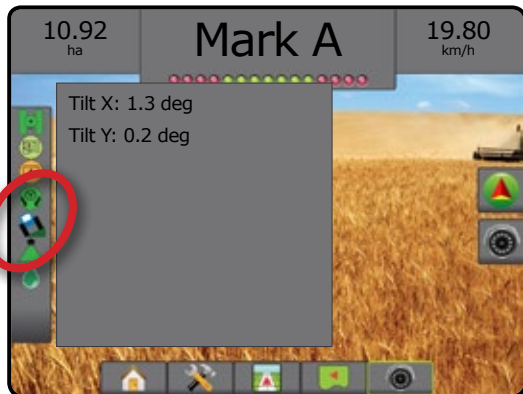 10.92
ha
Mark A
19.80
km/h
Tilt X: 1.3 deg
Tilt Y: 0.2 deg